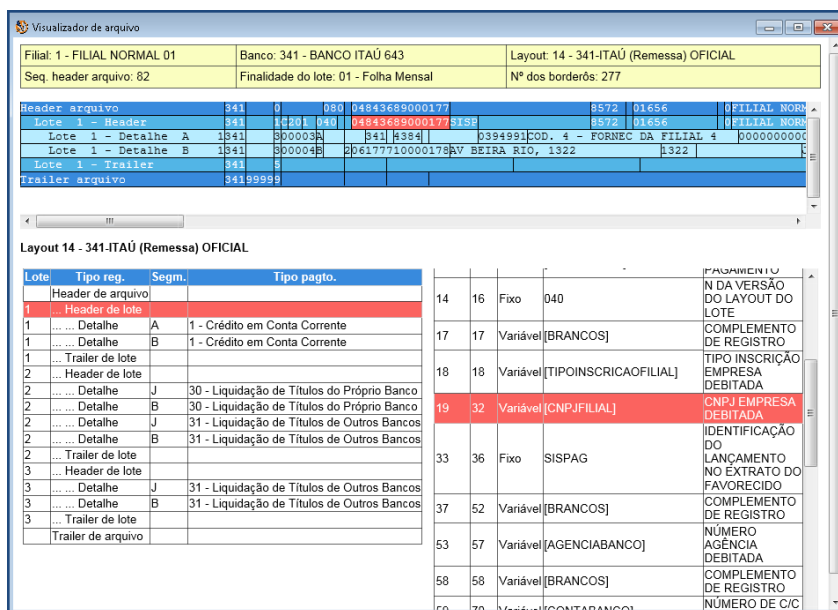 Visualizador de arquivo
Filial: 1 - FILIAL NORMAL 01 Banco: 341 - BANCO ITAÚ 643 Layout: 14 - 341-ITAÚ (Remessa) OFICIAL
Seq. header arquivo: 82 Finalidade do lote: 01 - Folha Mensal Nº dos borderôs: 277
Header arquivo 341 0 080 04843689000177 8572 01656 0FILIAL NORM
Lote 1 - Header 341 1C201 040 04843689000177SISP 8572 01656 0FILIAL NORM
Lote 1 - Detalhe A 1341 300003A 341 4384 0394991COD. 4 - FORNEC DA FILIAL 4 0000000000
Lote 1 - Detalhe B 1341 300004B 206177710000178AV BEIRA RIO, 1322 1322
Lote 1 - Trailer 341 5
Trailer arquivo 34199999
Layout 14 - 341-ITAÚ (Remessa) OFICIAL
Lote Tipo reg. Segm. Tipo pagto.
Header de arquivo
1 ... Header de lote
1 ... ... Detalhe A 1 - Crédito em Conta Corrente
1 ... ... Detalhe B 1 - Crédito em Conta Corrente
1 ... Trailer de lote
2 ... Header de lote
2 ... ... Detalhe J 30 - Liquidação de Títulos do Próprio Banco
2 ... ... Detalhe B 30 - Liquidação de Títulos do Próprio Banco
2 ... ... Detalhe J 31 - Liquidação de Títulos de Outros Bancos
2 ... ... Detalhe B 31 - Liquidação de Títulos de Outros Bancos
2 ... Trailer de lote
3 ... Header de lote
3 ... ... Detalhe J 31 - Liquidação de Títulos de Outros Bancos
3 ... ... Detalhe B 31 - Liquidação de Títulos de Outros Bancos
3 ... Trailer de lote
Trailer de arquivo
PAGAMENTO
14 16 Fixo 040 N DA VERSÃO
DO LAYOUT DO
LOTE
17 17 Variável [BRANCOS] COMPLEMENTO
DE REGISTRO
18 18 Variável [TIPOINSCRICAOFILIAL] TIPO INSCRIÇÃO
EMPRESA
DEBITADA
19 32 Variável [CNPJFILIAL] CNPJ EMPRESA
DEBITADA
33 36 Fixo SISPAG IDENTIFICAÇÃO
DO
LANÇAMENTO
NO EXTRATO DO
FAVORECIDO
37 52 Variável [BRANCOS] COMPLEMENTO
DE REGISTRO
53 57 Variável [AGENCIABANCO] NÚMERO
AGÊNCIA
DEBITADA
58 58 Variável [BRANCOS] COMPLEMENTO
DE REGISTRO
59 70 Variável [CONTABANCO] NÚMERO DE C/C